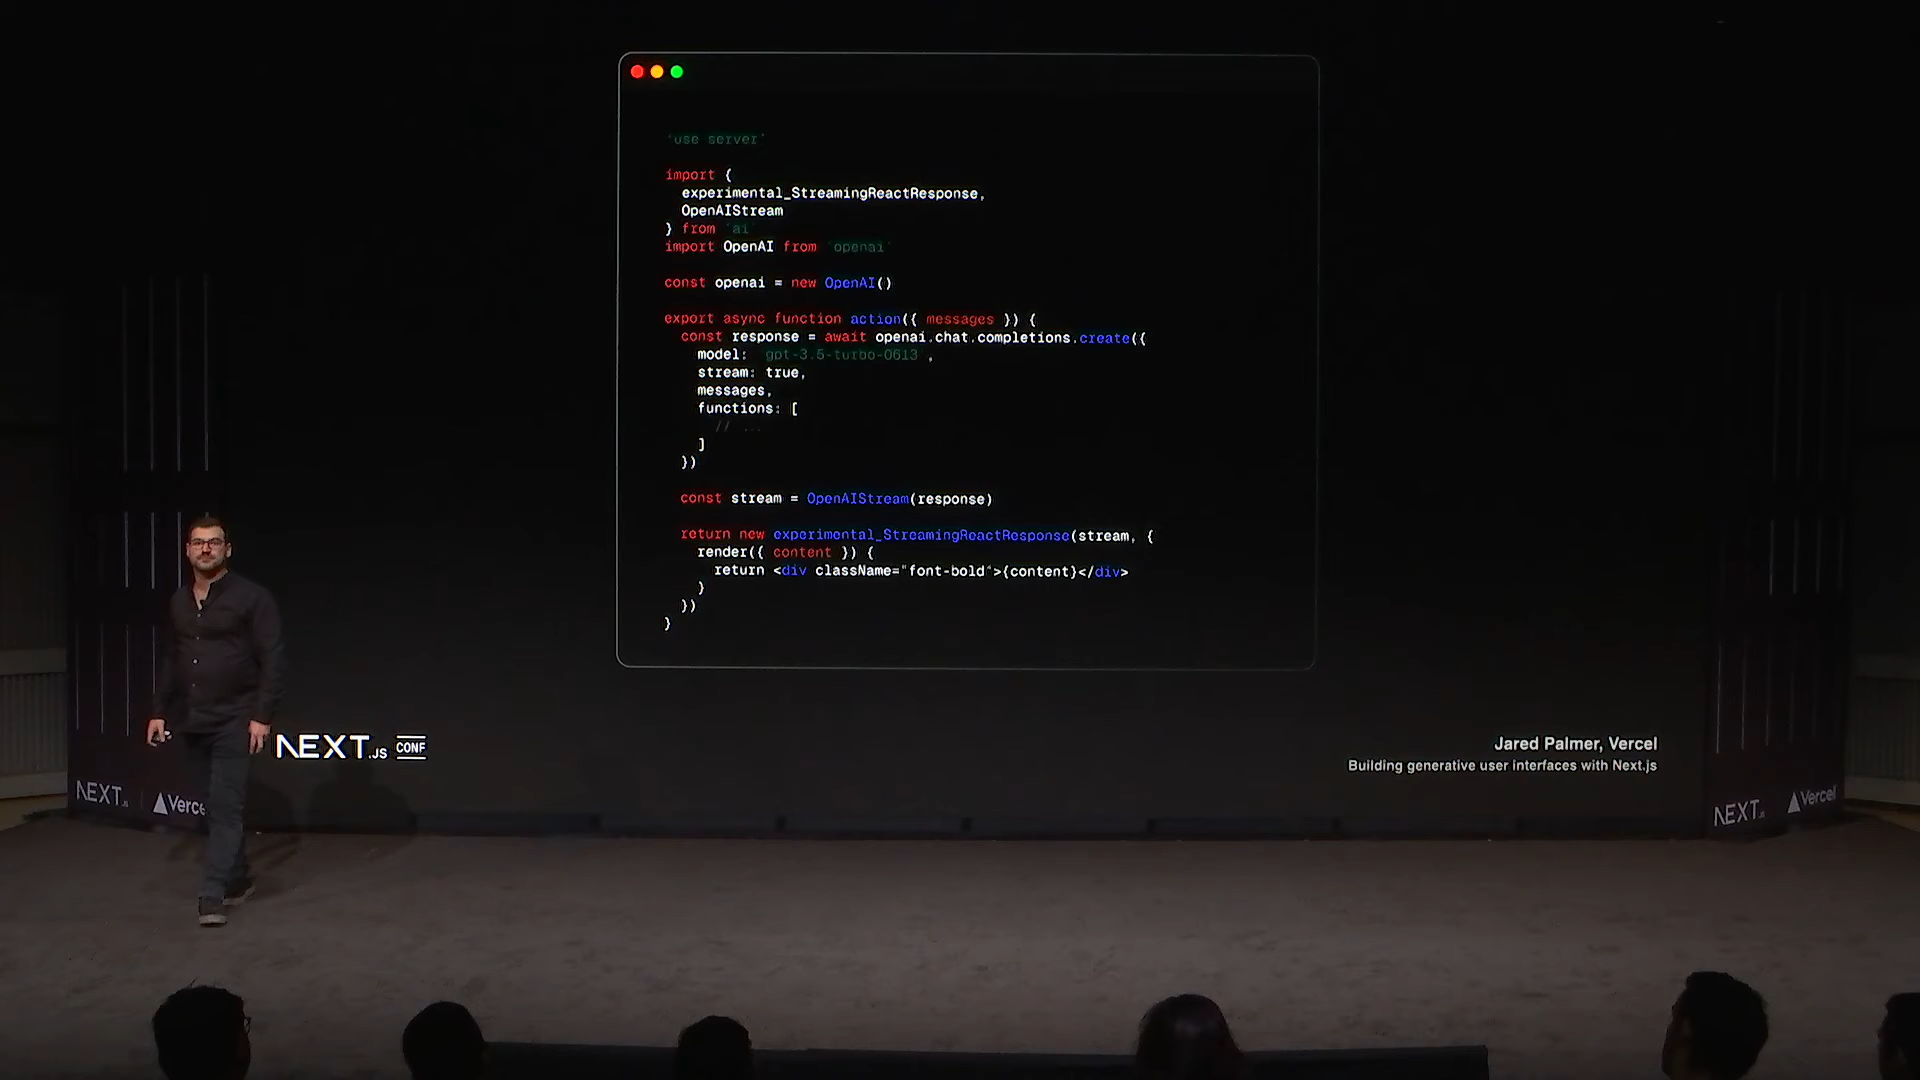 'use server'
import {
experimental_StreamingReactResponse,
OpenAIStream
} from 'ai'
import OpenAI from 'openai'
const openai = new OpenAI()
export async function action({ messages }) {
const response = await openai.chat.completions.create({
model: 'gpt-3.5-turbo-0613',
stream: true,
messages,
functions: [
// ...
]
})
const stream = OpenAIStream(response)
return new experimental_StreamingReactResponse(stream, {
render({ content }) {
return <div className="font-bold">{content}</div>
}
})
}
NEXT.JS CONF
Jared Palmer, Vercel
Building generative user interfaces with Next.js
NEXT.JS
Verce
NEXT.JS
Vercel